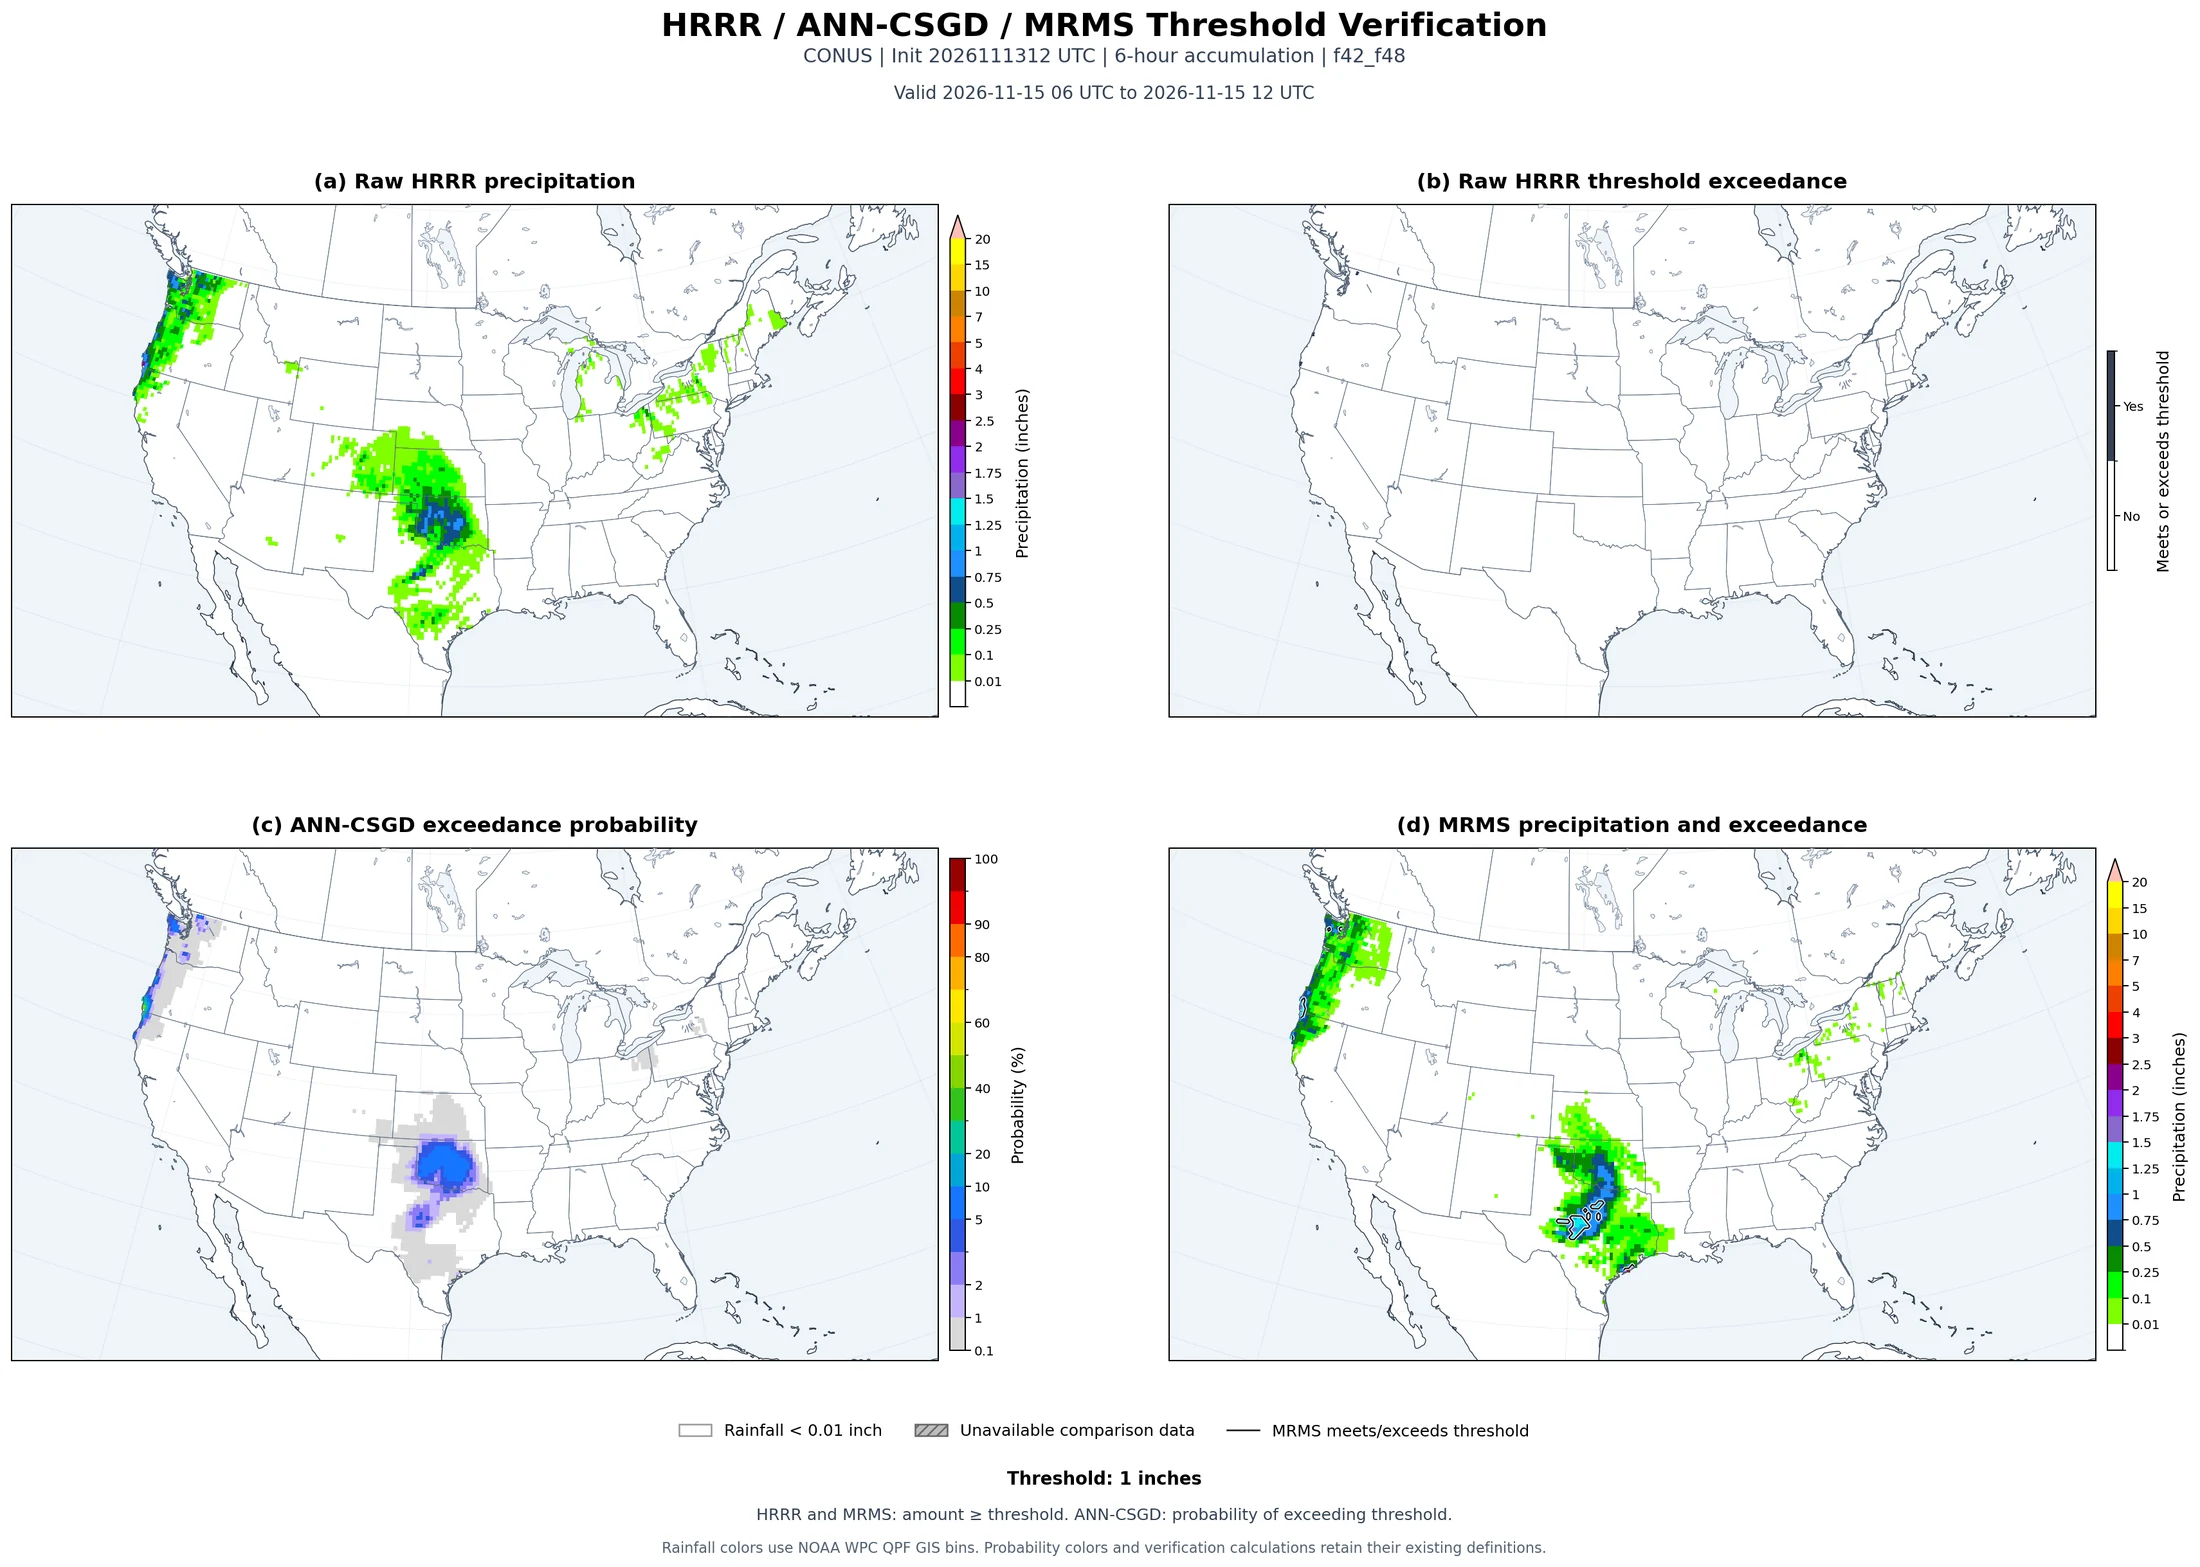 HRRR / ANN-CSGD / MRMS Threshold Verification
CONUS | Init 2026111312 UTC | 6-hour accumulation | f42_f48
Valid 2026-11-15 06 UTC to 2026-11-15 12 UTC
(a) Raw HRRR precipitation
20
15
10
7
5
4
3
2.5
2
1.75
1.5
1.25
1
0.75
0.5
0.25
0.1
0.01
Precipitation (inches)
(b) Raw HRRR threshold exceedance
Yes
No
Meets or exceeds threshold
(c) ANN-CSGD exceedance probability
100
90
80
60
40
20
10
5
2
1
0.1
Probability (%)
(d) MRMS precipitation and exceedance
20
15
10
7
5
4
3
2.5
2
1.75
1.5
1.25
1
0.75
0.5
0.25
0.1
0.01
Precipitation (inches)
Rainfall < 0.01 inch
Unavailable comparison data
MRMS meets/exceeds threshold
Threshold: 1 inches
HRRR and MRMS: amount ≥ threshold. ANN-CSGD: probability of exceeding threshold.
Rainfall colors use NOAA WPC QPF GIS bins. Probability colors and verification calculations retain their existing definitions.